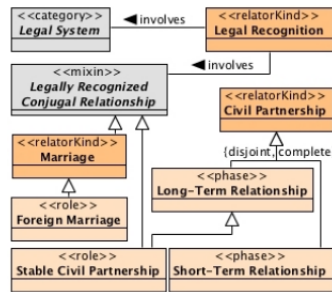 <<category>>
Legal System
involves
<<relatorKind>>
Legal Recognition
<<mixin>>
Legally Recognized
Conjugal Relationship
involves
<<relatorKind>>
Civil Partnership
<<relatorKind>>
Marriage
{disjoint, complete
<<phase>>
Long-Term Relationship
<<role>>
Foreign Marriage
<<role>>
Stable Civil Partnership
<<phase>>
Short-Term Relationship